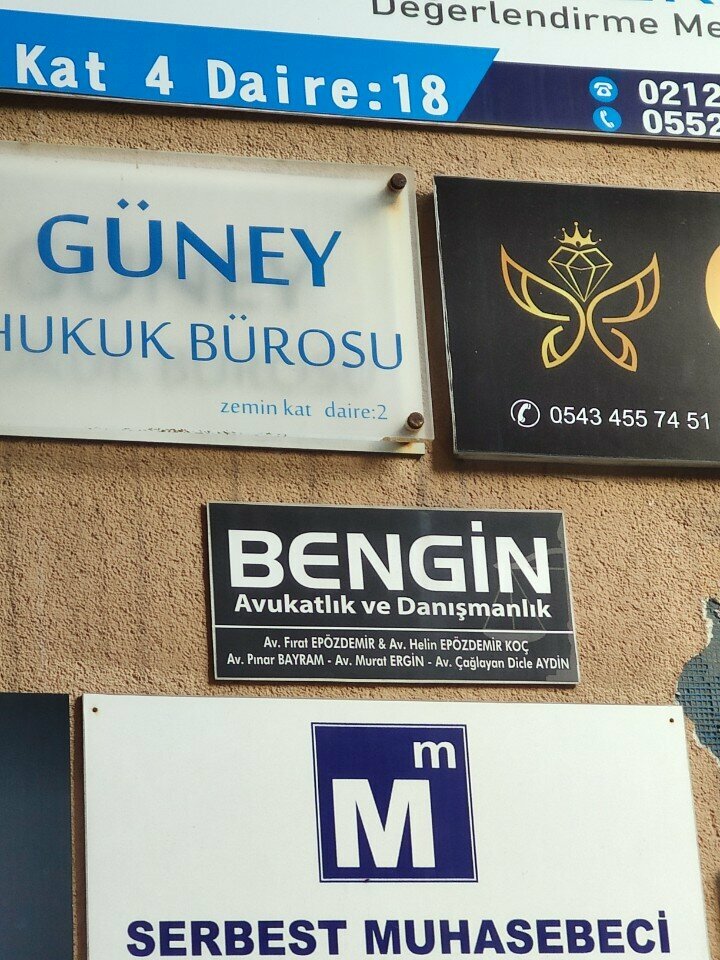 Değerlendirme Me
Kat 4 Daire:18
0212
0552
GÜNEY
HUKUK BÜROSU
zemin kat daire:2
0543 455 74 51
BENGİN
Avukatlık ve Danışmanlık
Av. Fırat EPÖZDEMİR & Av. Helin EPÖZDEMİR KOÇ
Av. Pınar BAYRAM - Av. Murat ERGİN - Av. Çağlayan Dicle AYDIN
Mm
SERBEST MUHASEBECİ